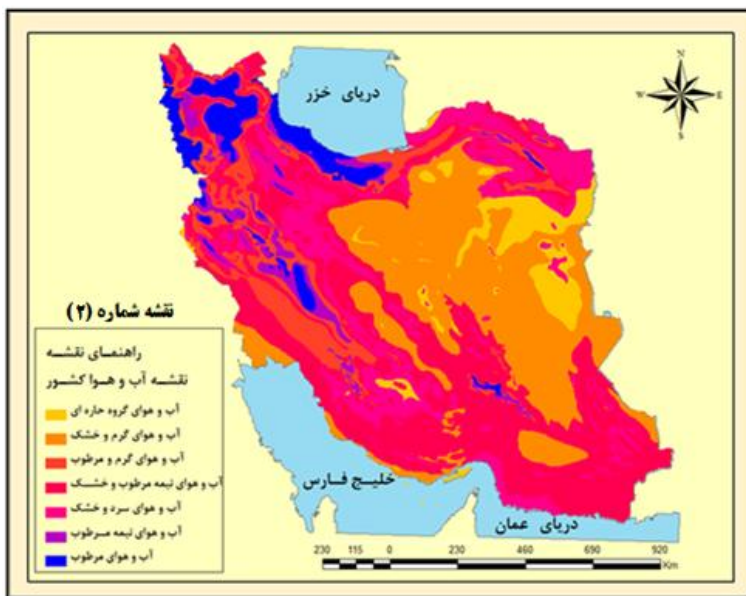 دریای خزر
N
W E
S
نقشه شماره (۲)
راهنمای نقشه
نقشه آب و هوا کشور
آب و هوای گروه حاره ای
آب و هوای گرم و خشک
آب و هوای گرم و مرطوب
آب و هوای نیمه مرطوب و خشک
آب و هوای سرد و خشک
آب و هوای نیمه مرطوب
آب و هوای مرطوب
خلیج فارس
دریای عمان
230 115 0 230 460 690 920
Km